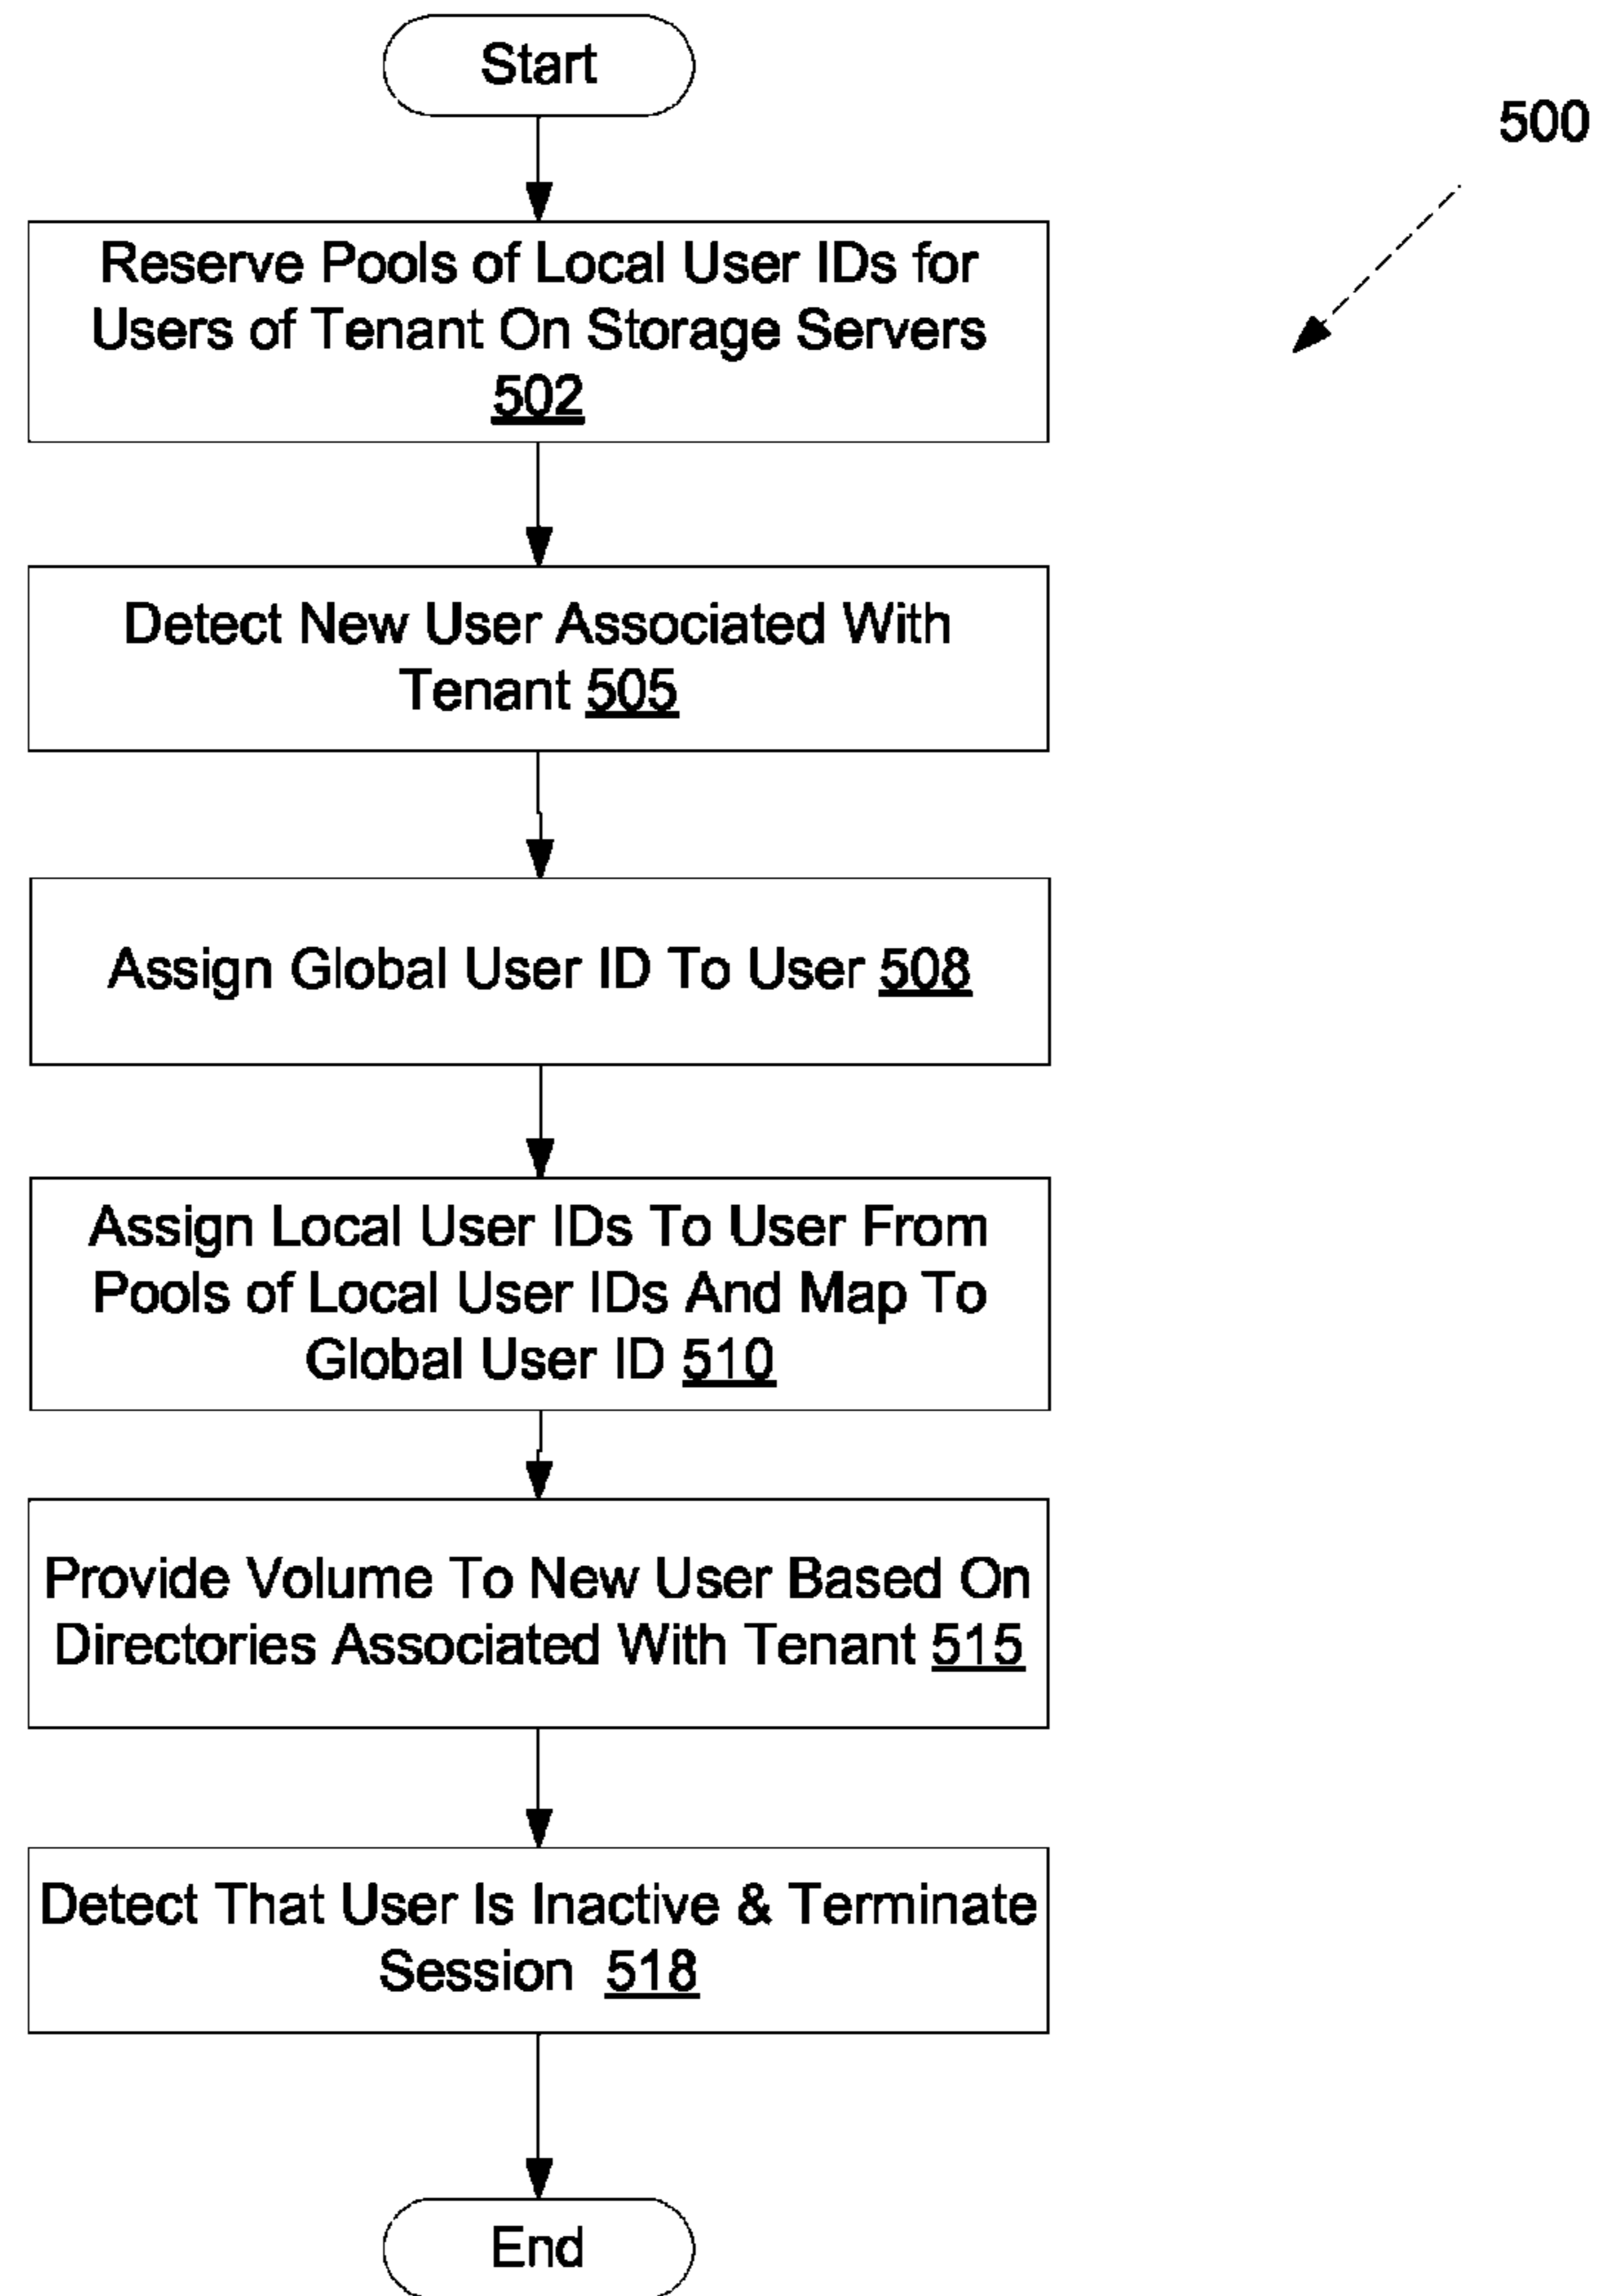 Start
500
Reserve Pools of Local User IDs for
Users of Tenant On Storage Servers
502
Detect New User Associated With
Tenant 505
Assign Global User ID To User 508
Assign Local User IDs To User From
Pools of Local User IDs And Map To
Global User ID 510
Provide Volume To New User Based On
Directories Associated With Tenant 515
Detect That User Is Inactive & Terminate
Session 518
End